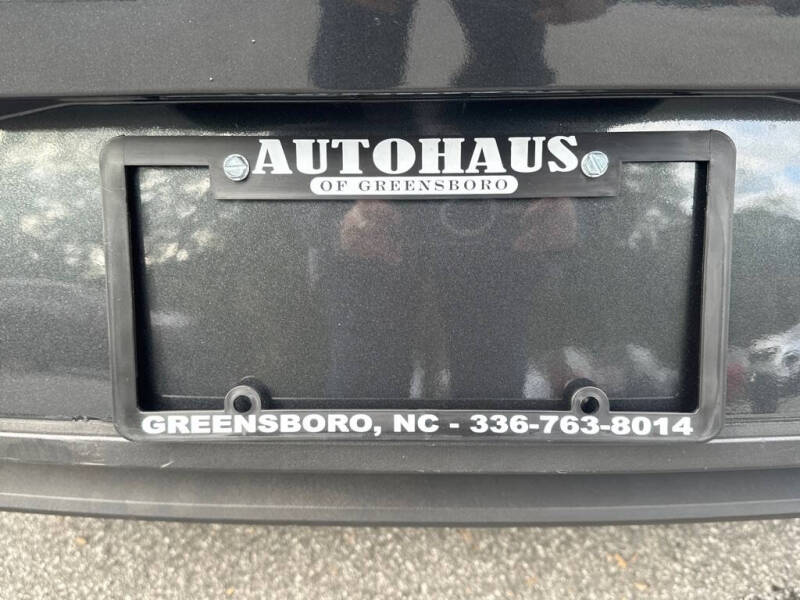 AUTOHAUS
OF GREENSBORO
GREENSBORO, NC - 336-763-8014